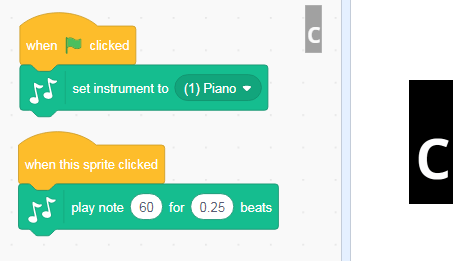 when clicked
C
set instrument to (1) Piano
when this sprite clicked
play note 60 for 0.25 beats
C